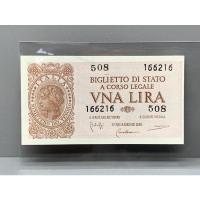 508 166216
BIGLIETTO DI STATO
A CORSO LEGALE
VNA LIRA
166216 508